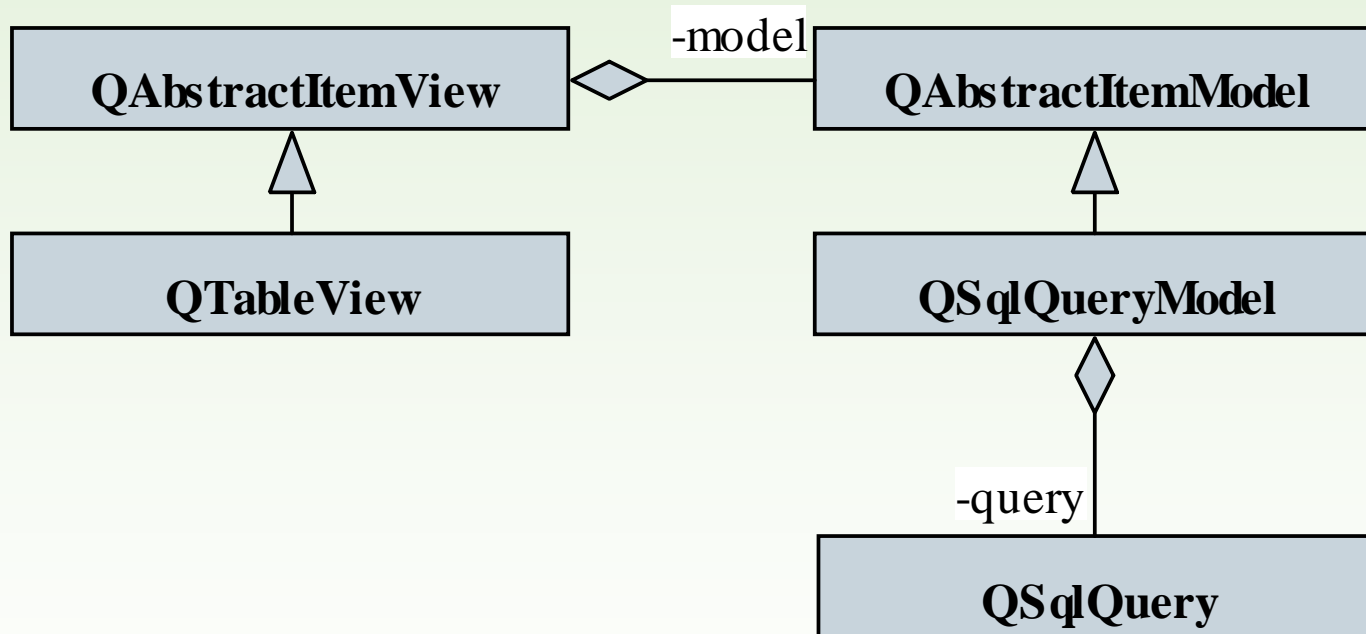 -model
QAbstractItemView
QAbstractItemModel
QTableView
QSqlQueryModel
-query
QSqlQuery